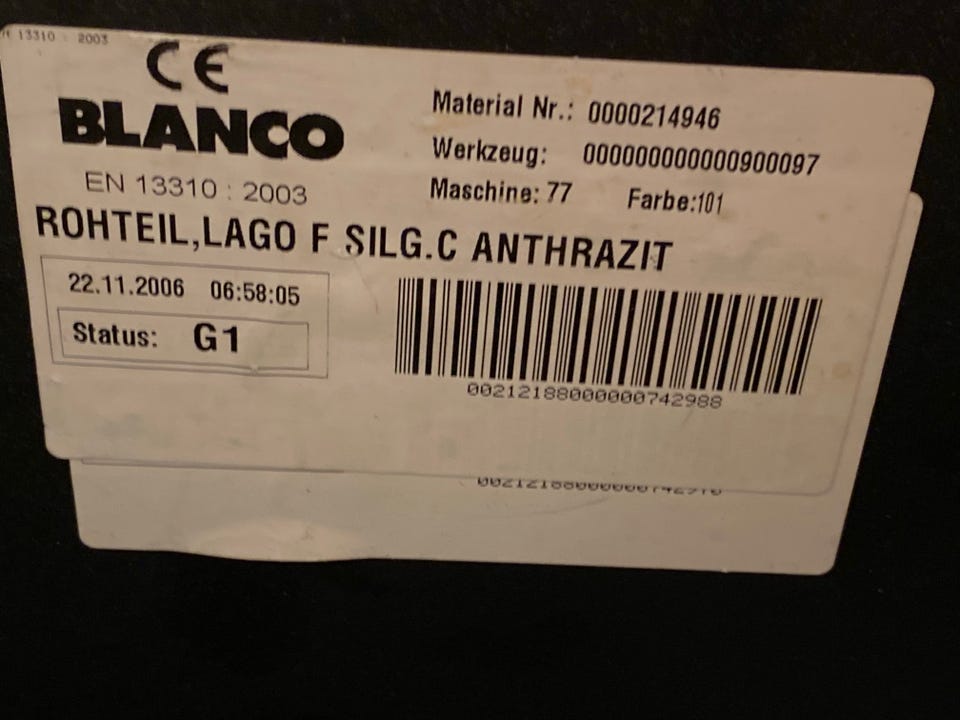 13310 : 2003
CE
BLANCO
EN 13310 : 2003
Material Nr.: 0000214946
Werkzeug: 000000000000900097
Maschine: 77 Farbe:101
ROHTEIL,LAGO F SILG.C ANTHRAZIT
22.11.2006 06:58:05
Status: G1
00212188000000742988